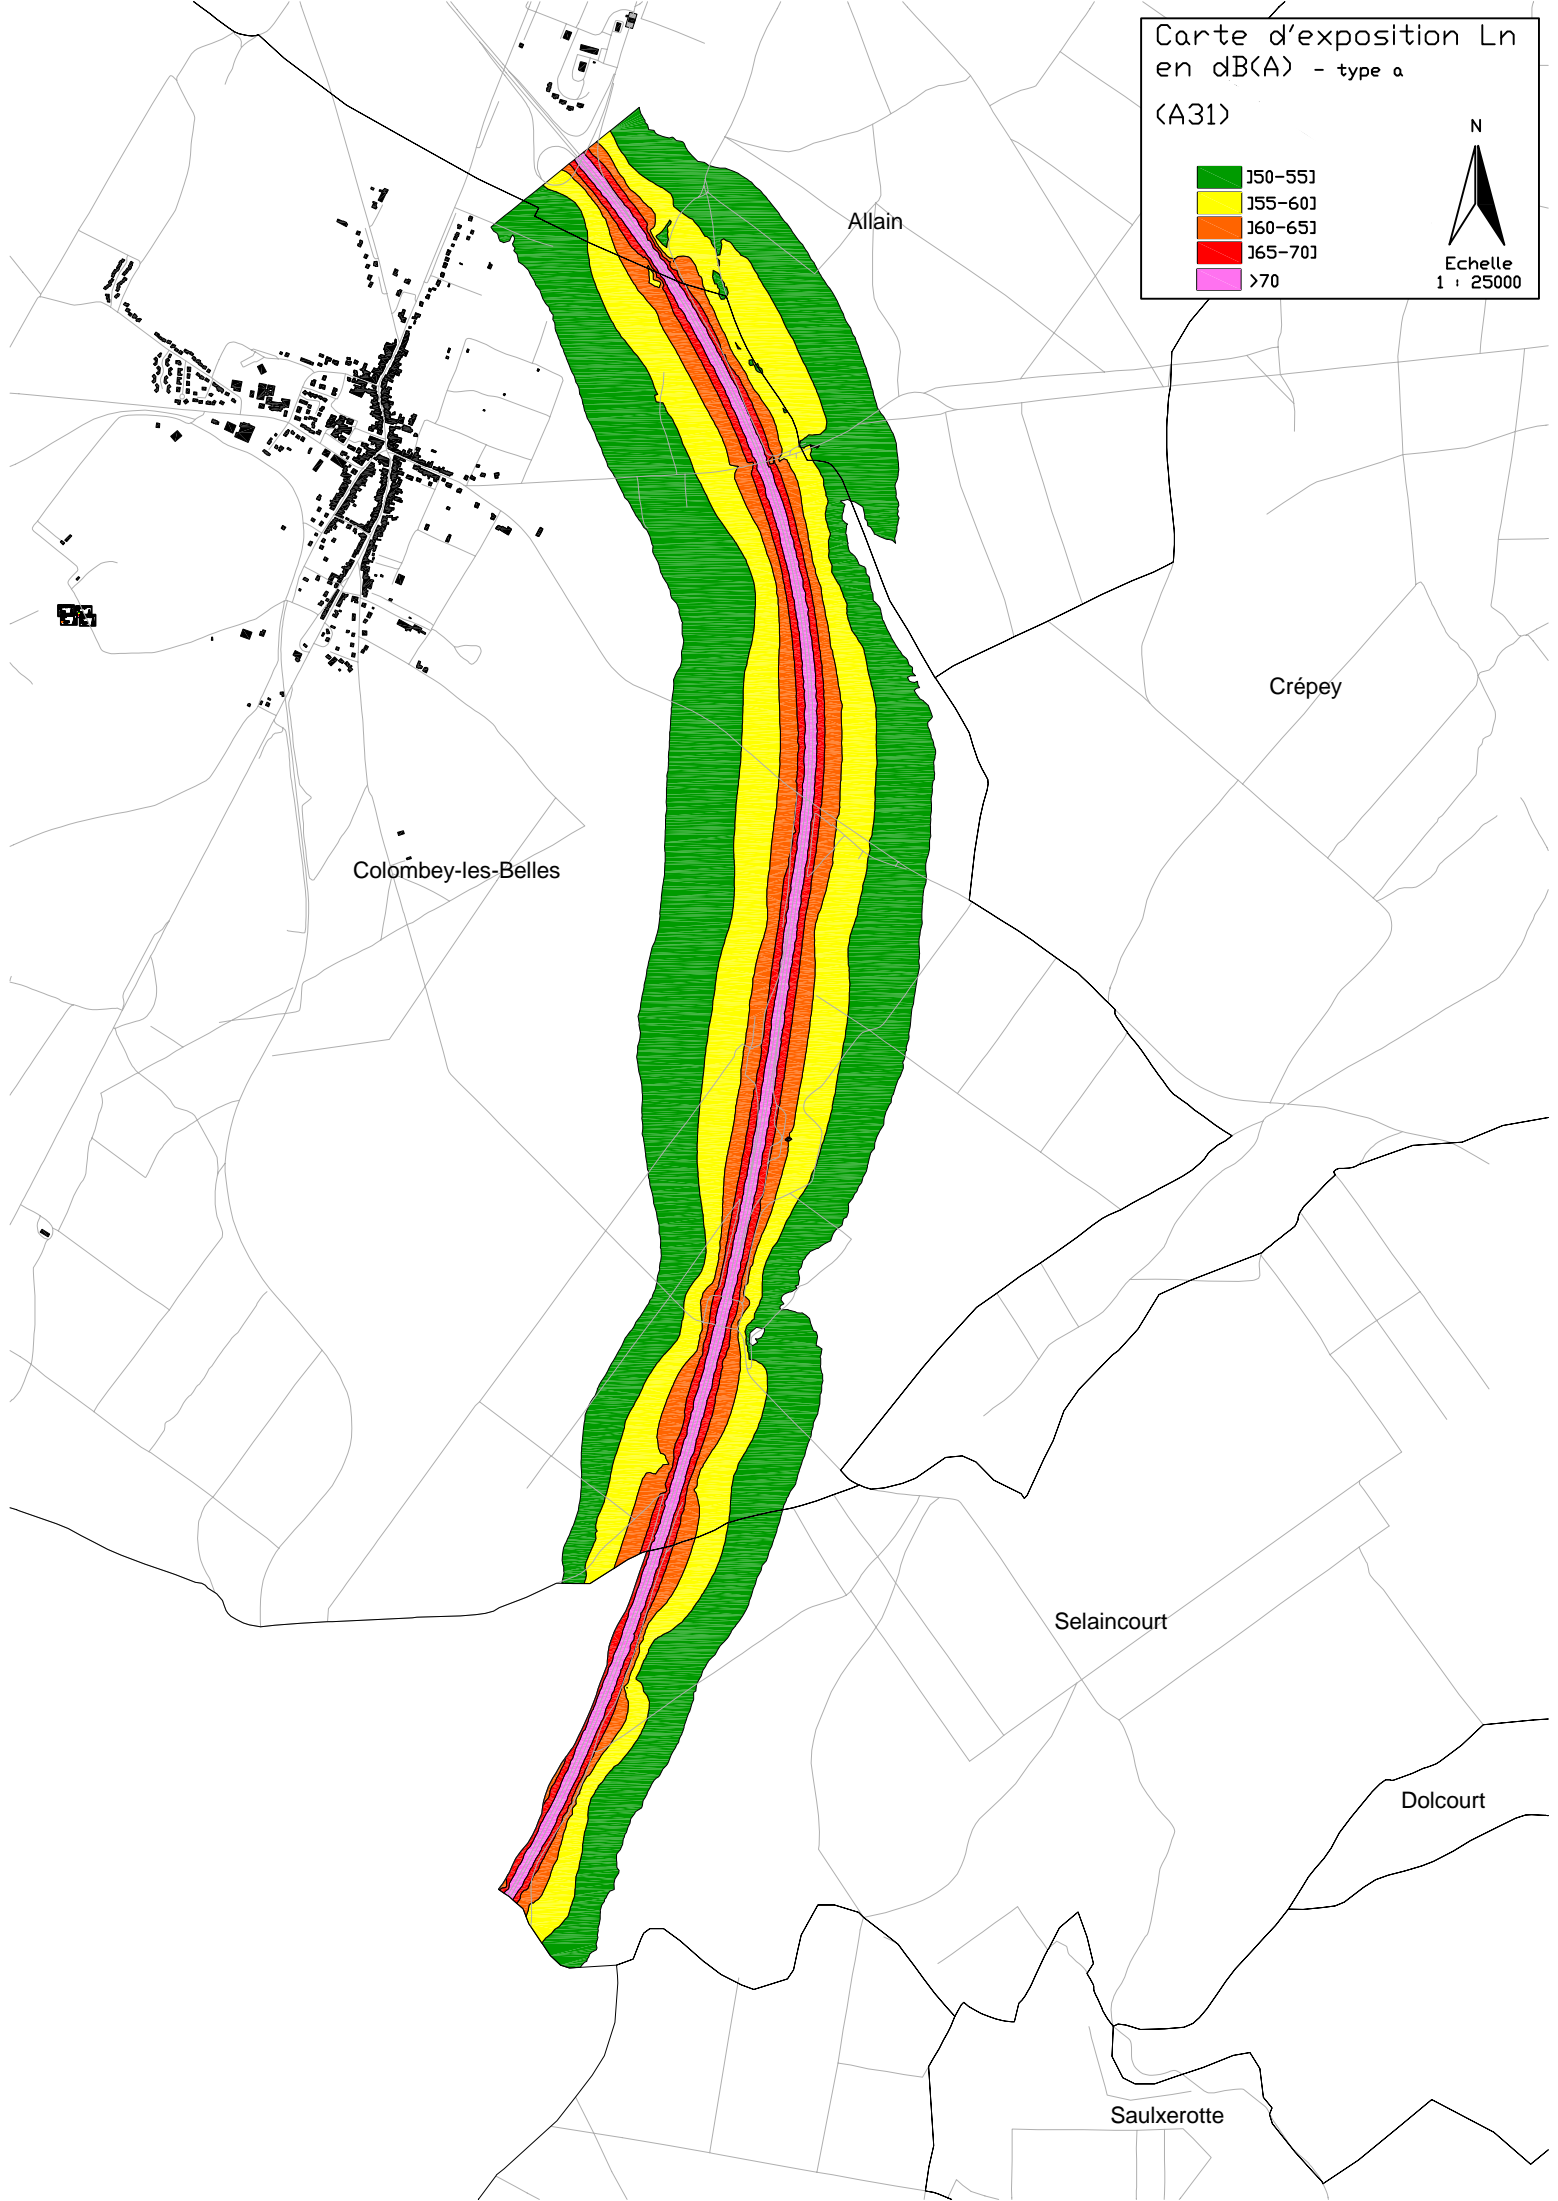 Carte d'exposition Ln
en dB(A) - type a
(A31)
N
]50-55]
]55-60]
]60-65]
]65-70]
>70
Echelle
1 : 25000
Allain
Crépey
Colombey-les-Belles
Selaincourt
Dolcourt
Saulxerotte